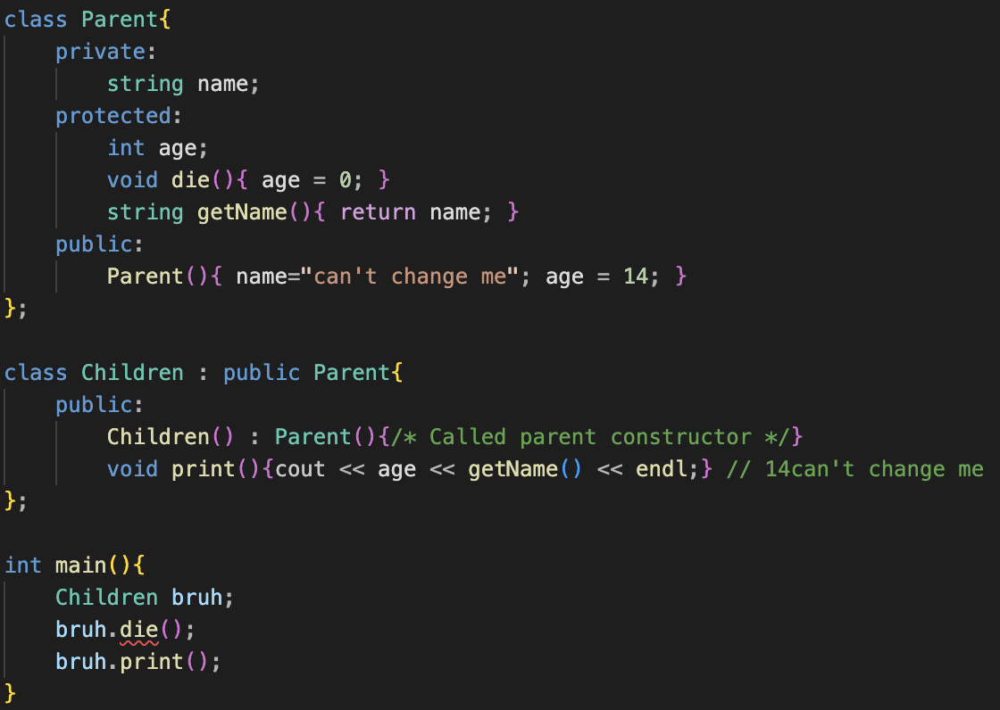 class Parent{
    private:
        string name;
    protected:
        int age;
        void die(){ age = 0; }
        string getName(){ return name; }
    public:
        Parent(){ name="can't change me"; age = 14; }
};

class Children : public Parent{
    public:
        Children() : Parent(){/* Called parent constructor */}
        void print(){cout << age << getName() << endl;} // 14can't change me
};

int main(){
    Children bruh;
    bruh.die();
    bruh.print();
}